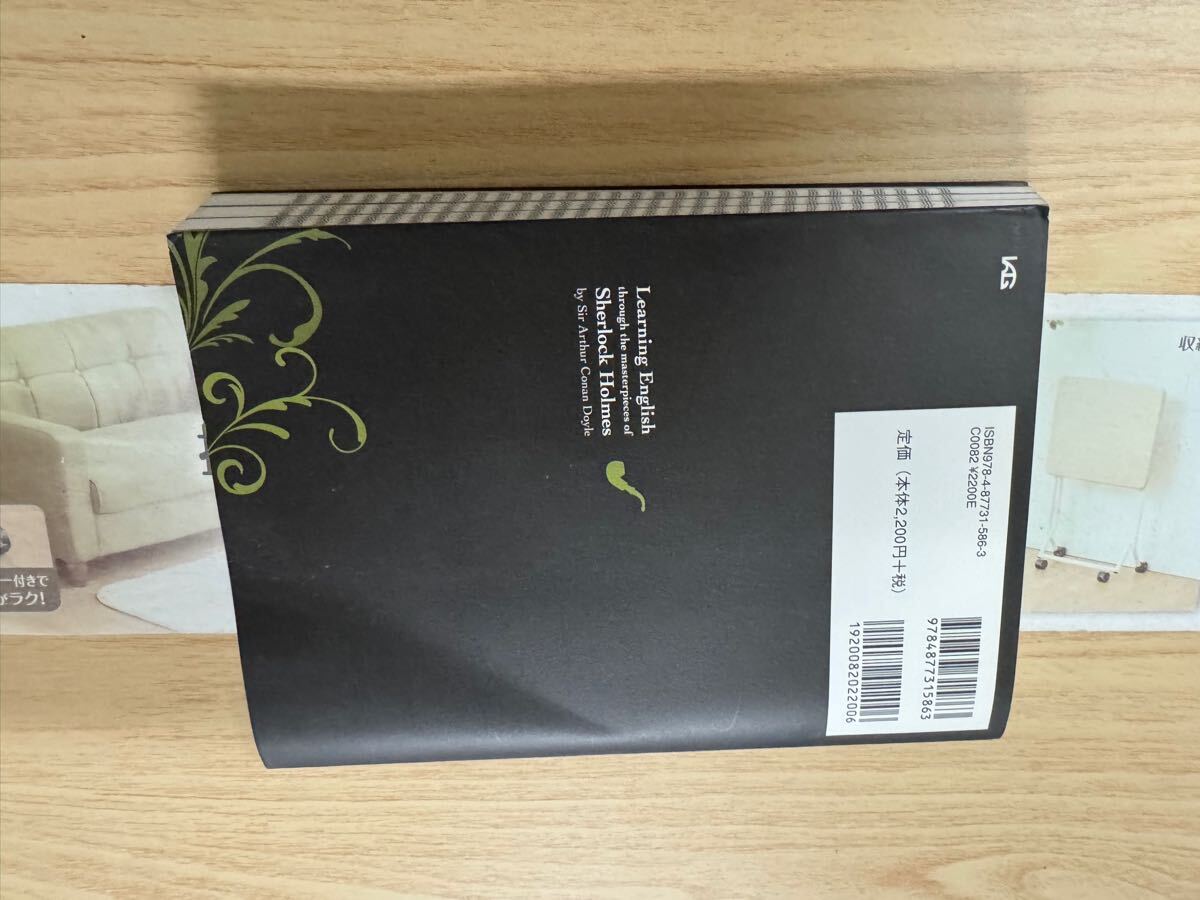 Learning English
through the masterpieces of
Sherlock Holmes
by Sir Arthur Conan Doyle
ISBN978-4-87731-586-3
C0082 ¥2200E
定価（本体2,200円＋税）
9784877315863
1920082022006
ー付きで
ラク!
収